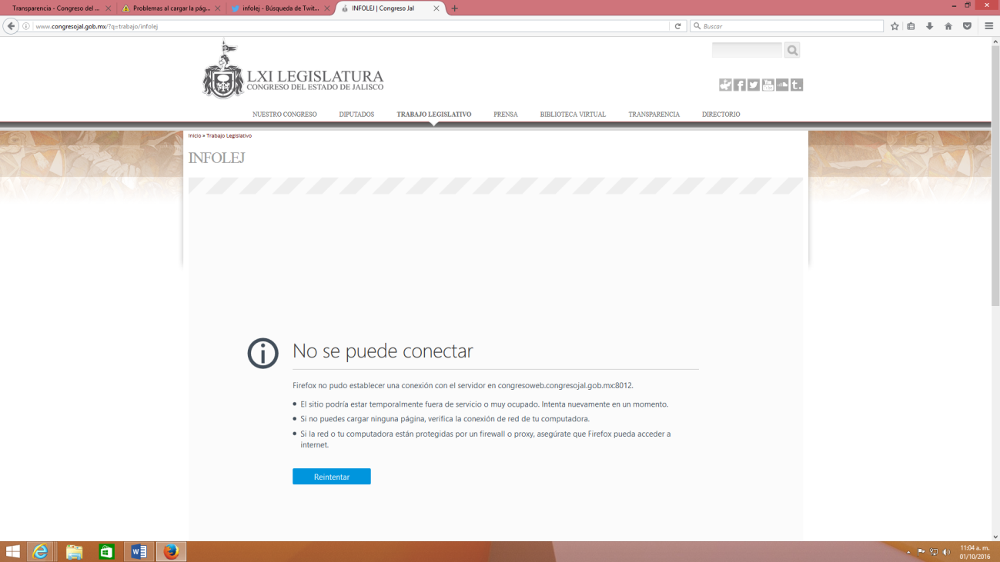 Transparencia - Congreso del ...
Problemas al cargar la pág...
infolej - Búsqueda de Twit...
INFOLEJ | Congreso Jal
www.congresojal.gob.mx/?q=trabajo/infolej
Buscar
LXI LEGISLATURA
CONGRESO DEL ESTADO DE JALISCO
NUESTRO CONGRESO DIPUTADOS TRABAJO LEGISLATIVO PRENSA BIBLIOTECA VIRTUAL TRANSPARENCIA DIRECTORIO
Inicio » Trabajo Legislativo
INFOLEJ
No se puede conectar
Firefox no pudo establecer una conexión con el servidor en congresoweb.congresojal.gob.mx:8012.
El sitio podría estar temporalmente fuera de servicio o muy ocupado. Intenta nuevamente en un momento.
Si no puedes cargar ninguna página, verifica la conexión de red de tu computadora.
Si la red o tu computadora están protegidas por un firewall o proxy, asegúrate que Firefox pueda acceder a
internet.
Reintentar
11:04 a. m.
01/10/2016